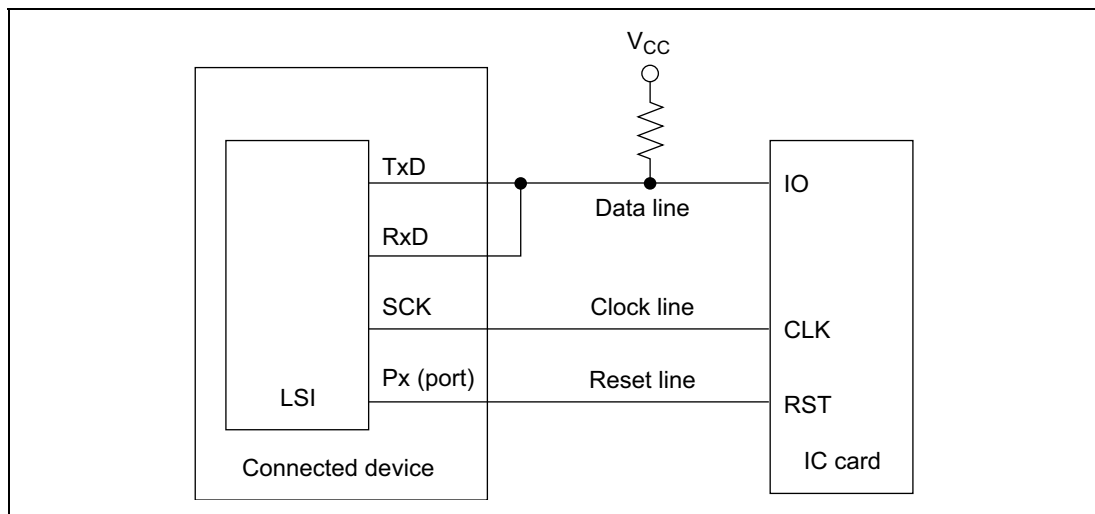 VCC
TxD
IO
Data line
RxD
SCK
Clock line
CLK
Px (port)
Reset line
LSI
RST
Connected device
IC card